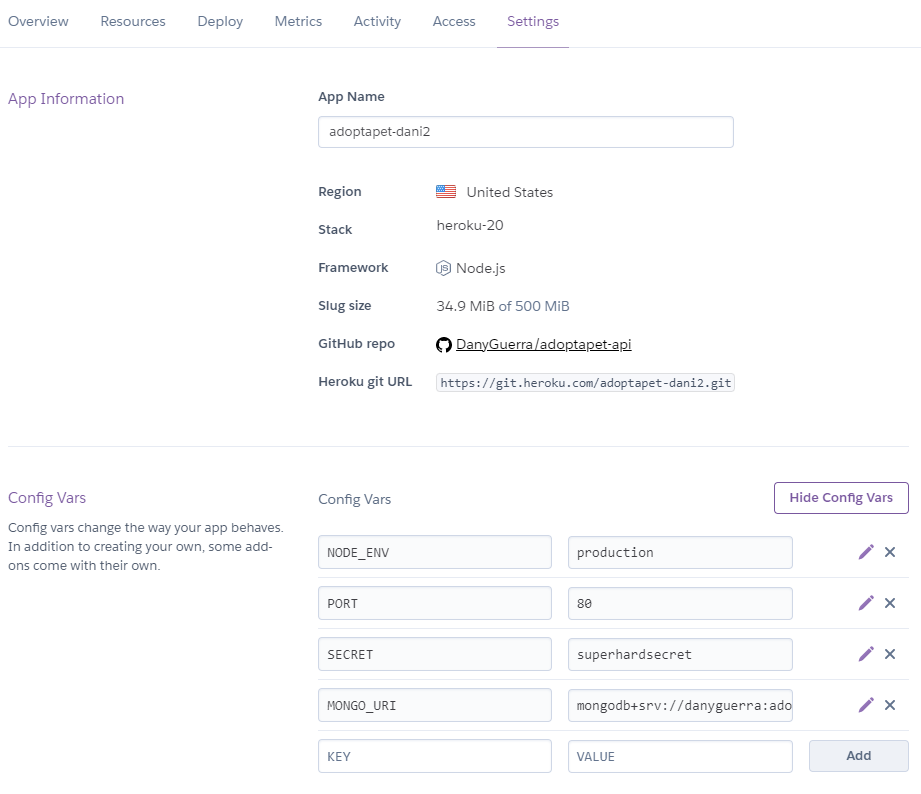 Overview Resources Deploy Metrics Activity Access Settings
App Information
App Name
adoptapet-dani2
Region United States
Stack heroku-20
Framework Node.js
Slug size 34.9 MiB of 500 MiB
GitHub repo DanyGuerra/adoptapet-api
Heroku git URL https://git.heroku.com/adoptapet-dani2.git
Config Vars
Config vars change the way your app behaves.
In addition to creating your own, some add-
ons come with their own.
Config Vars Hide Config Vars
NODE_ENV production
PORT 80
SECRET superhardsecret
MONGO_URI mongodb+srv://danyguerra:ado
KEY VALUE Add